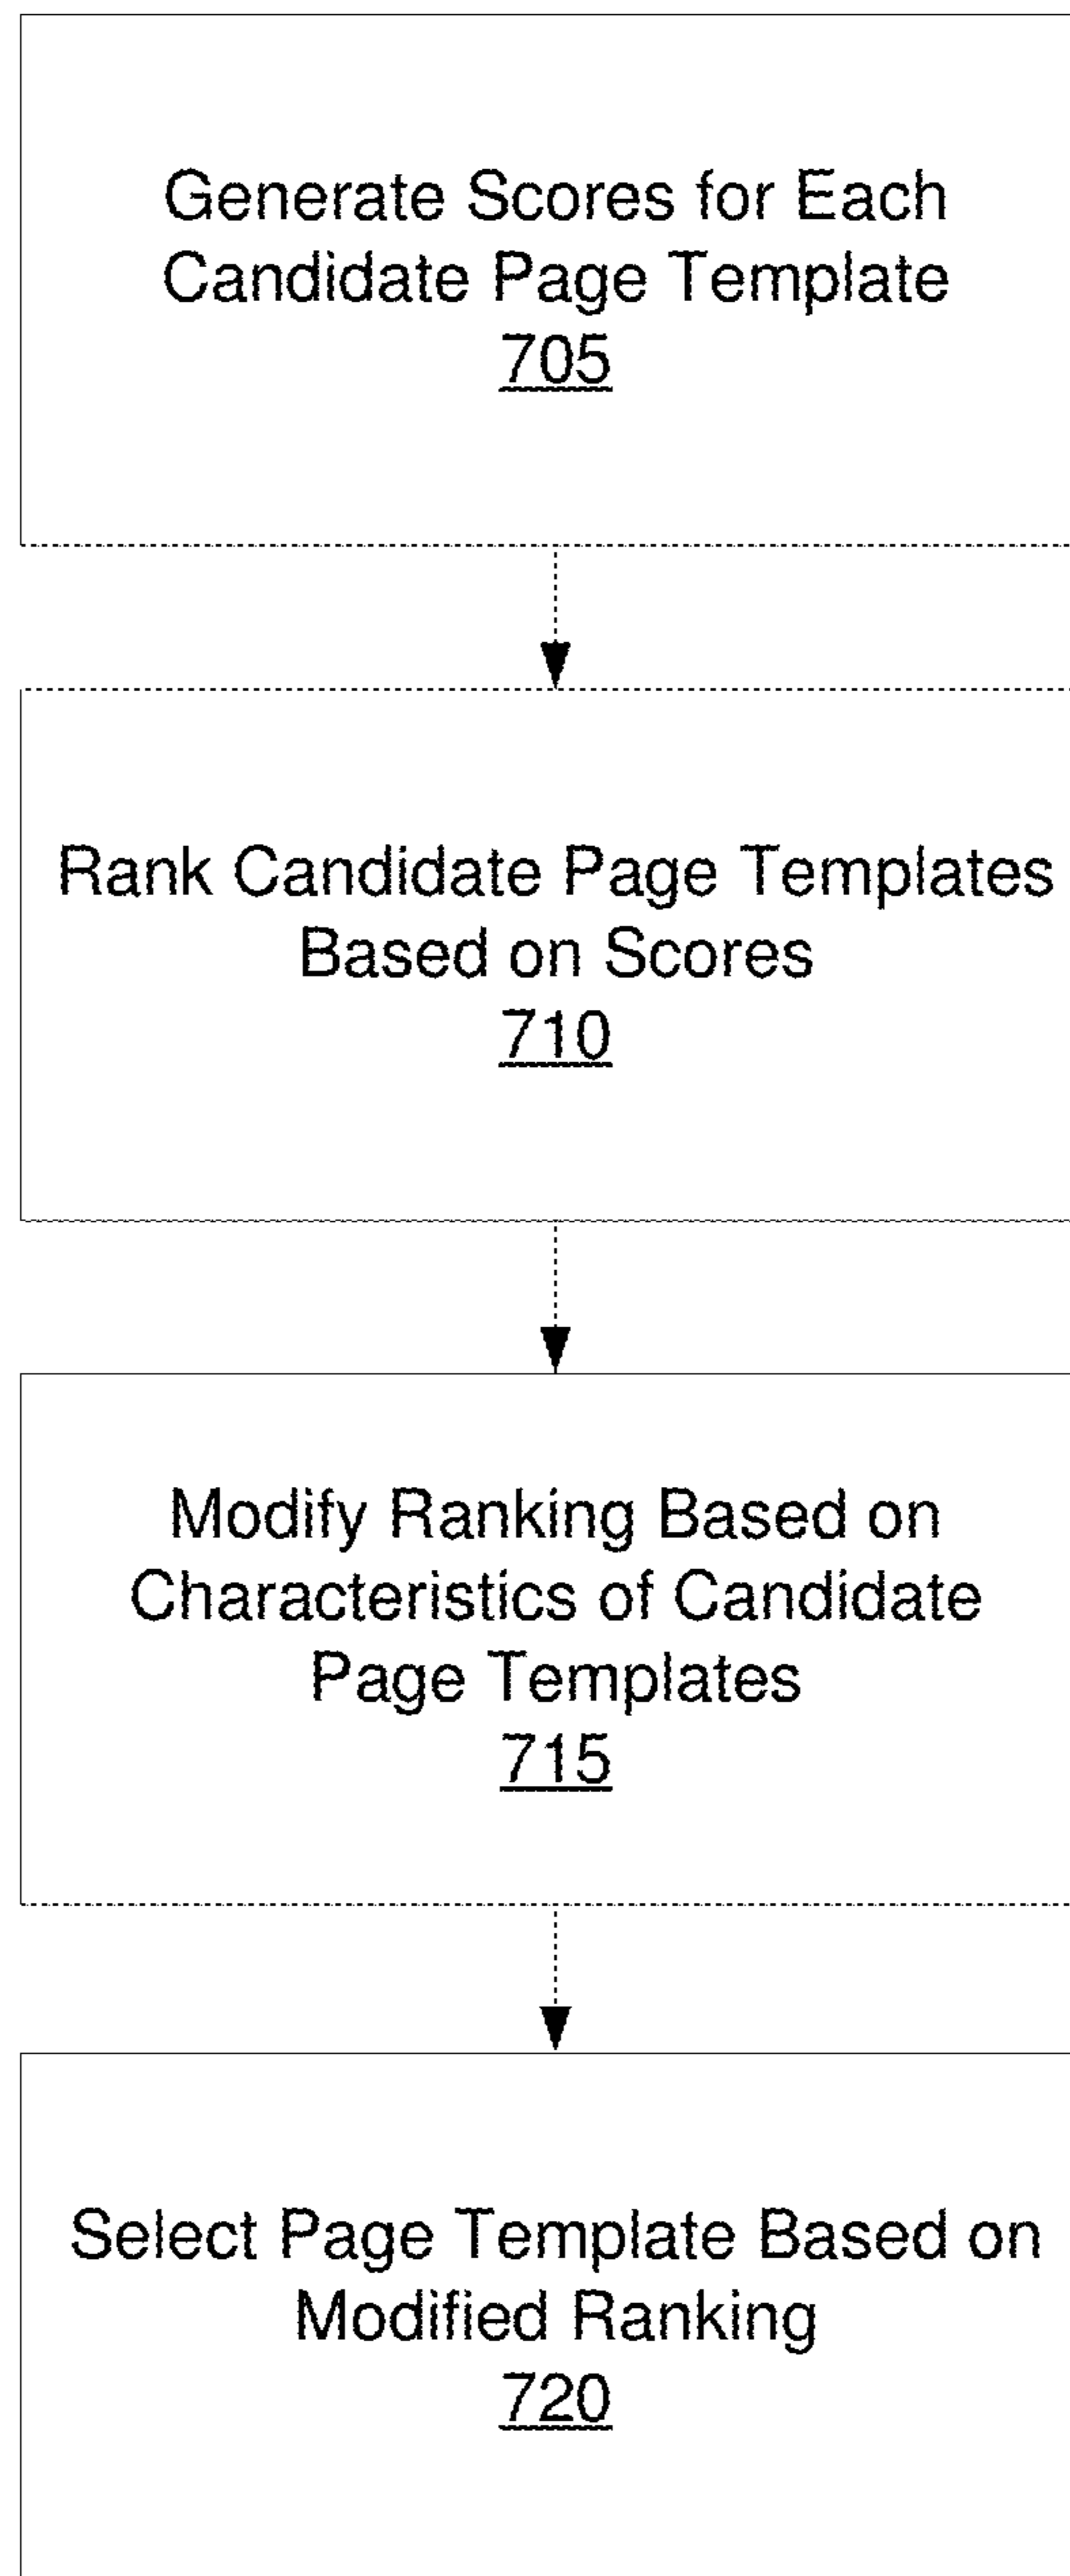 Generate Scores for Each
Candidate Page Template
705
Rank Candidate Page Templates
Based on Scores
710
Modify Ranking Based on
Characteristics of Candidate
Page Templates
715
Select Page Template Based on
Modified Ranking
720